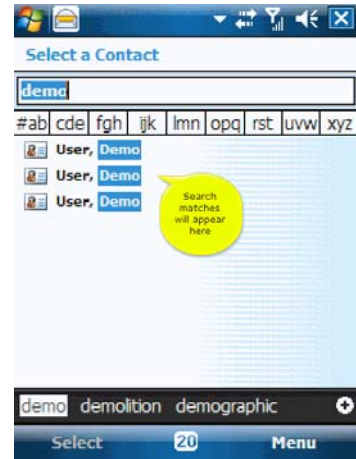 Select a Contact
demo
#ab cde fgh ijk lmn opq rst uvw xyz
User, Demo
User, Demo
User, Demo
Search
matches
will appear
here
demo demolition demographic
Select 20 Menu